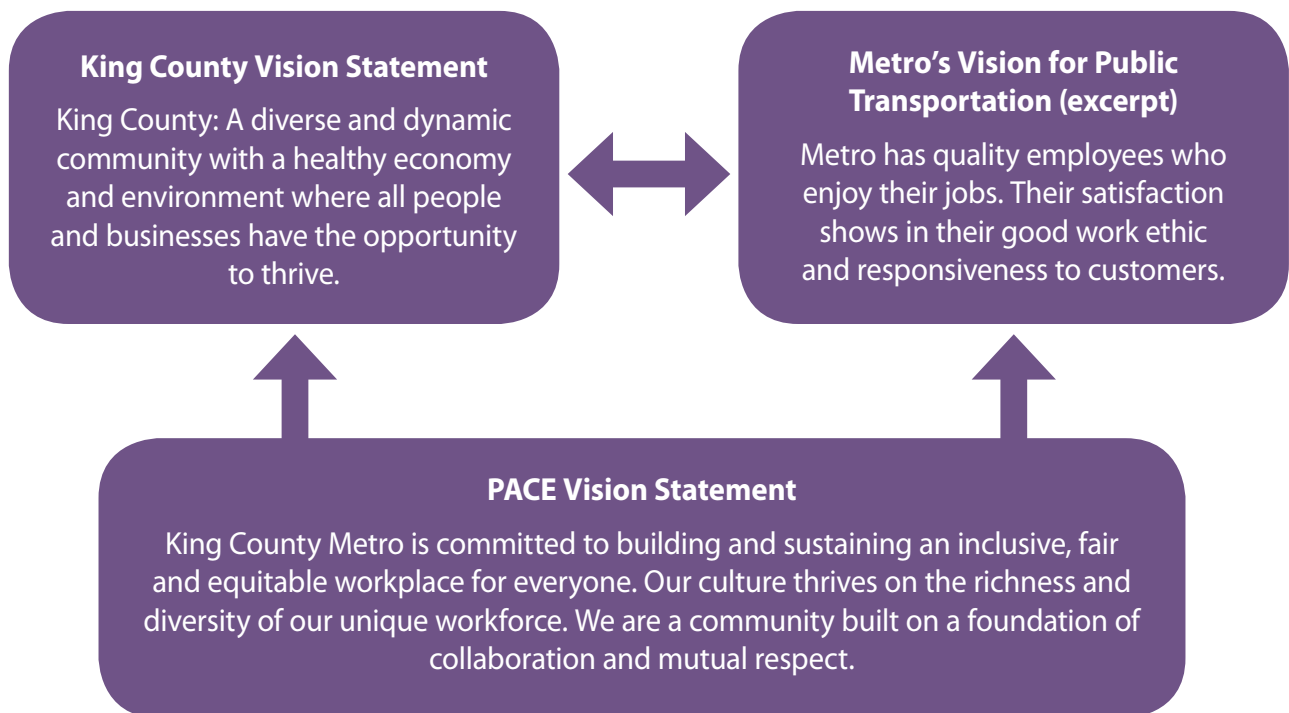 King County Vision Statement
King County: A diverse and dynamic
community with a healthy economy
and environment where all people
and businesses have the opportunity
to thrive.
Metro’s Vision for Public
Transportation (excerpt)
Metro has quality employees who
enjoy their jobs. Their satisfaction
shows in their good work ethic
and responsiveness to customers.
PACE Vision Statement
King County Metro is committed to building and sustaining an inclusive, fair
and equitable workplace for everyone. Our culture thrives on the richness and
diversity of our unique workforce. We are a community built on a foundation of
collaboration and mutual respect.